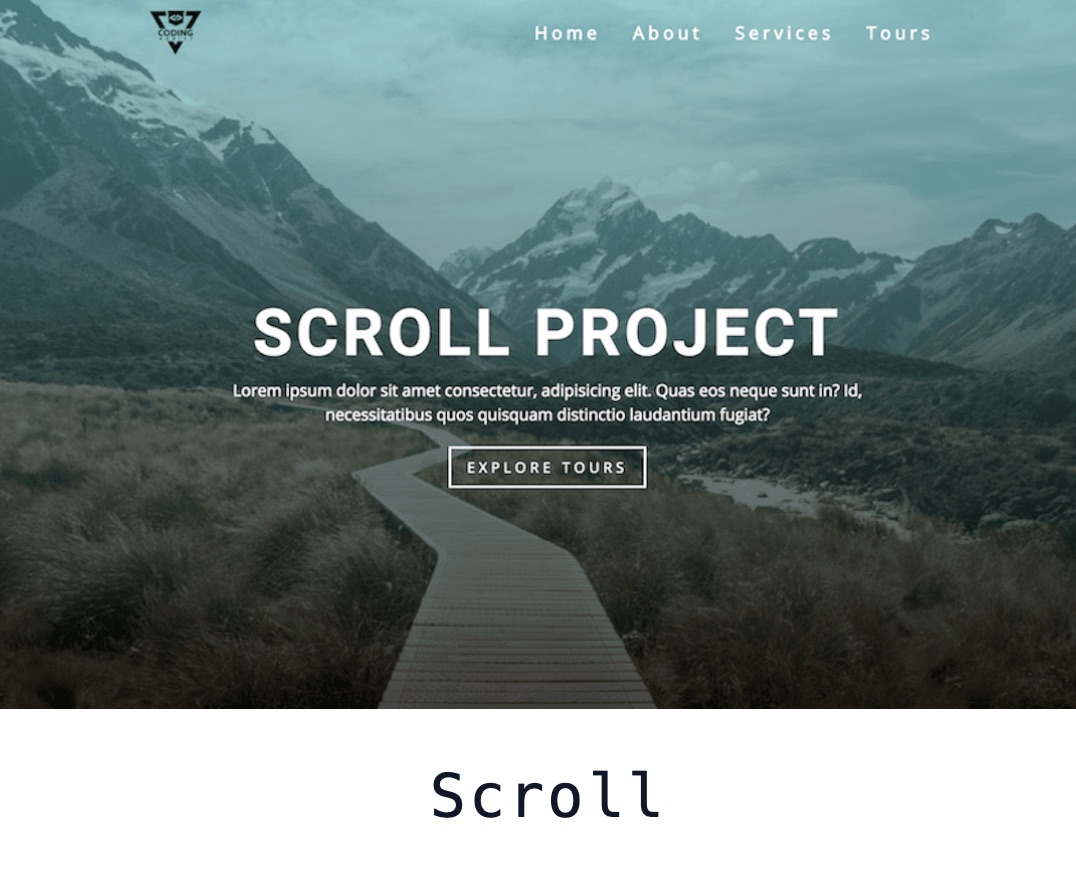 CODING
Home About Services Tours
SCROLL PROJECT
Lorem ipsum dolor sit amet consectetur, adipisicing elit. Quas eos neque sunt in? Id,
necessitatibus quos quisquam distinctio laudantium fugiat?
EXPLORE TOURS
Scroll